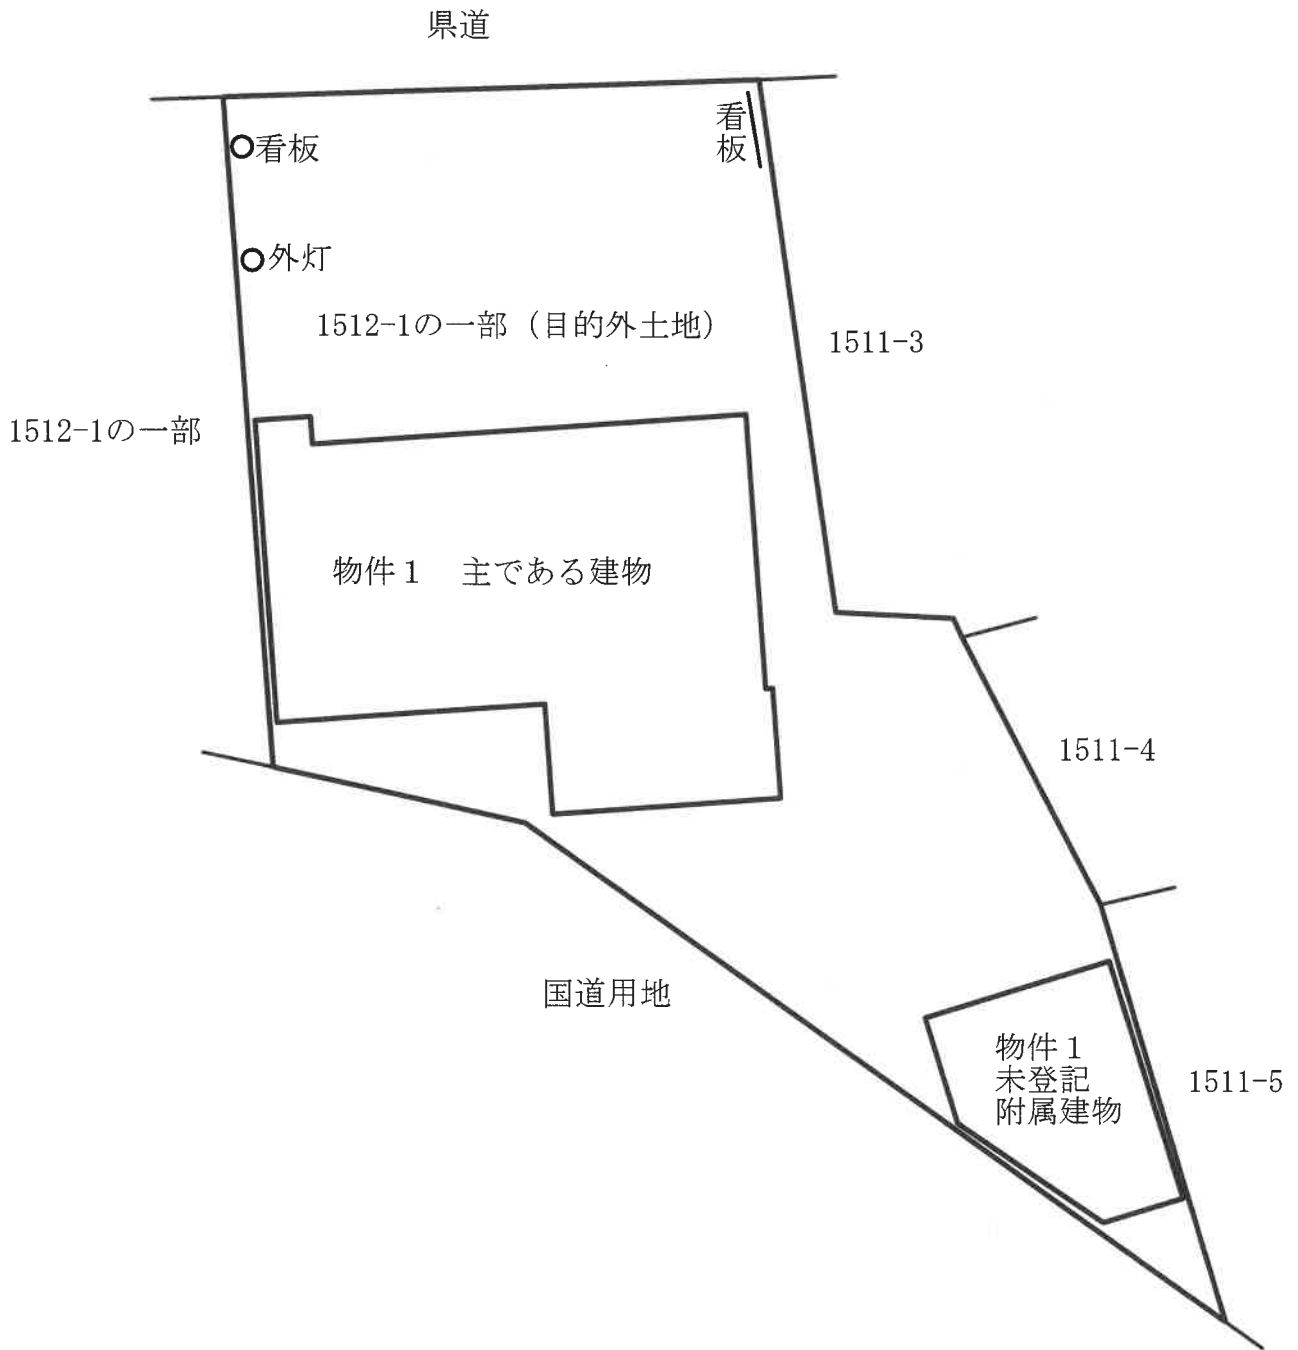 県道
看板
看板
外灯
1512-1の一部（目的外土地）
1511-3
1512-1の一部
物件１　主である建物
1511-4
国道用地
物件１
未登記
附属建物
1511-5